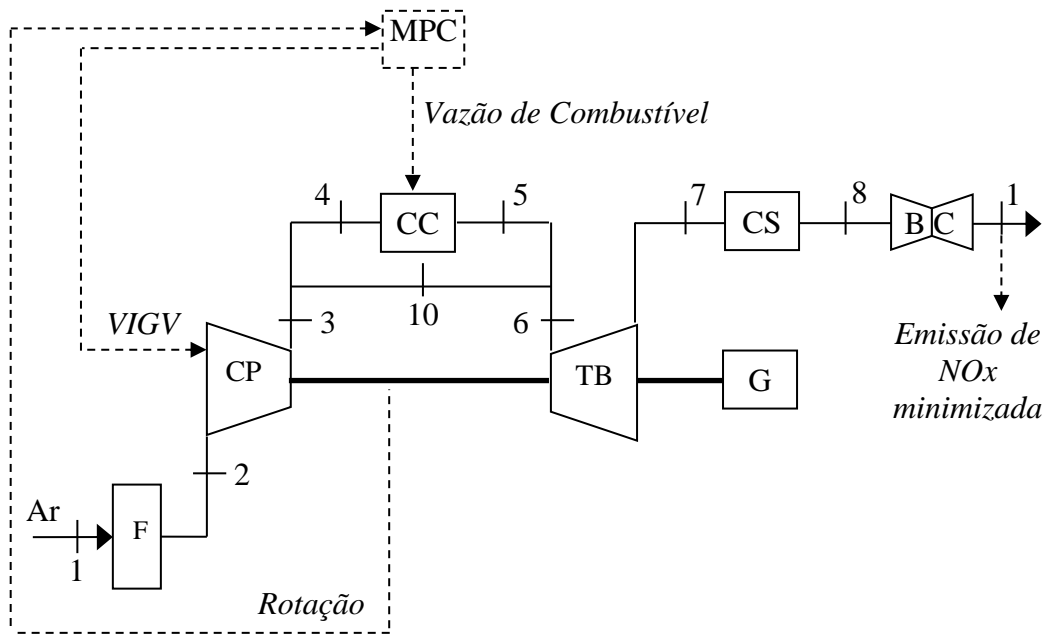 MPC
Vazão de Combustível
4
5
7
8
1
CC
CS
B C
10
3
6
VIGV
CP
TB
G
Emissão de
NOx
minimizada
2
Ar
F
1
Rotação